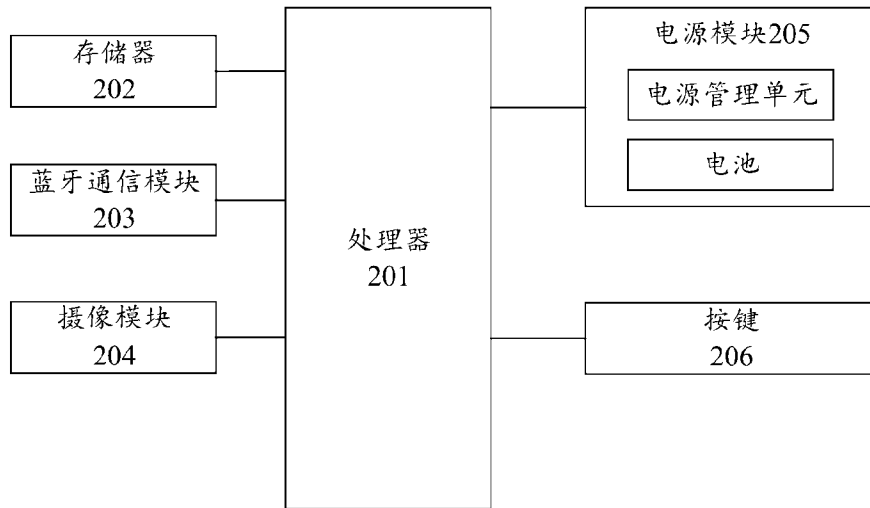 存储器
202
蓝牙通信模块
203
摄像模块
204
处理器
201
电源模块205
电源管理单元
电池
按键
206